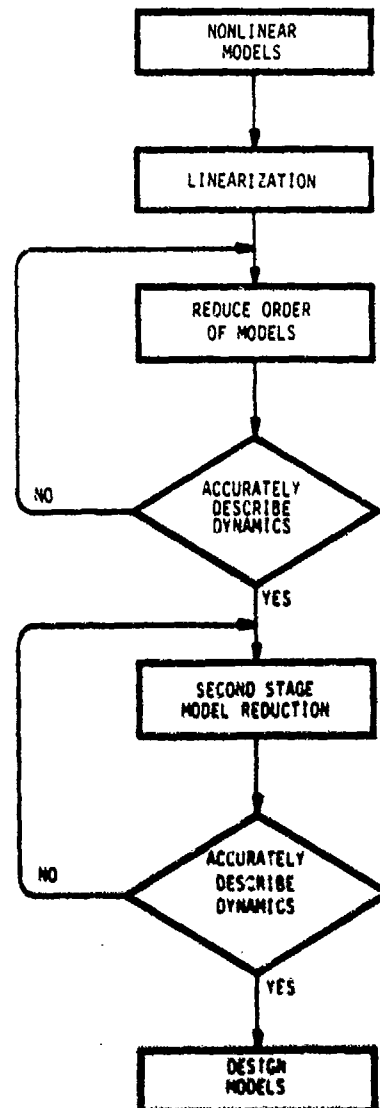 NONLINEAR
MODELS
LINEARIZATION
REDUCE ORDER
OF MODELS
ACCURATELY
DESCRIBE
DYNAMICS
NO
YES
SECOND STAGE
MODEL REDUCTION
ACCURATELY
DESCRIBE
DYNAMICS
NO
YES
DESIGN
MODELS